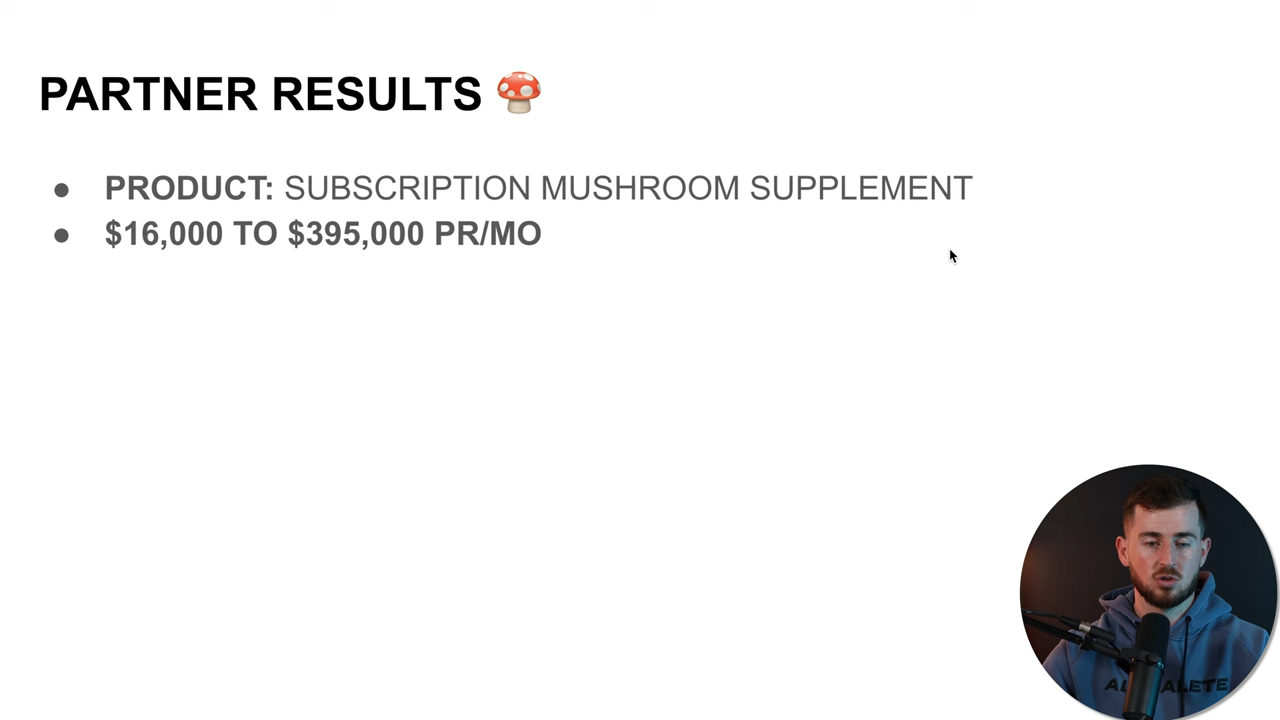 PARTNER RESULTS 🍄
● PRODUCT: SUBSCRIPTION MUSHROOM SUPPLEMENT
● $16,000 TO $395,000 PR/MO